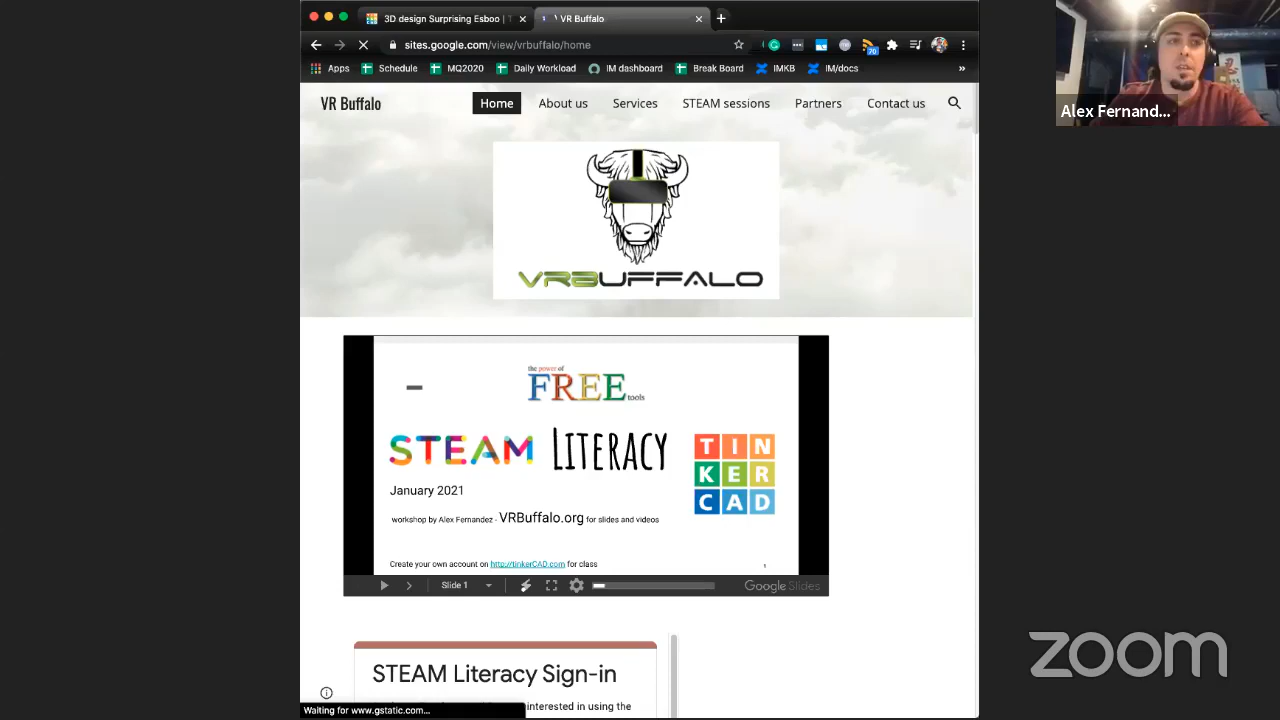 3D design Surprising Esboo | T
VR Buffalo
sites.google.com/view/vrbuffalo/home
70
Apps
Schedule
MQ2020
Daily Workload
IM dashboard
Break Board
IMKB
IM/docs
»
VR Buffalo
Home
About us
Services
STEAM sessions
Partners
Contact us
VRBUFFALO
the power of
FREE tools
STEAM LITERACY
TIN
KER
CAD
January 2021
workshop by Alex Fernandez - VRBuffalo.org for slides and videos
Create your own account on http://tinkerCAD.com for class
1
Slide 1
Google Slides
STEAM Literacy Sign-in
interested in using the
Waiting for www.gstatic.com...
Alex Fernand...
zoom